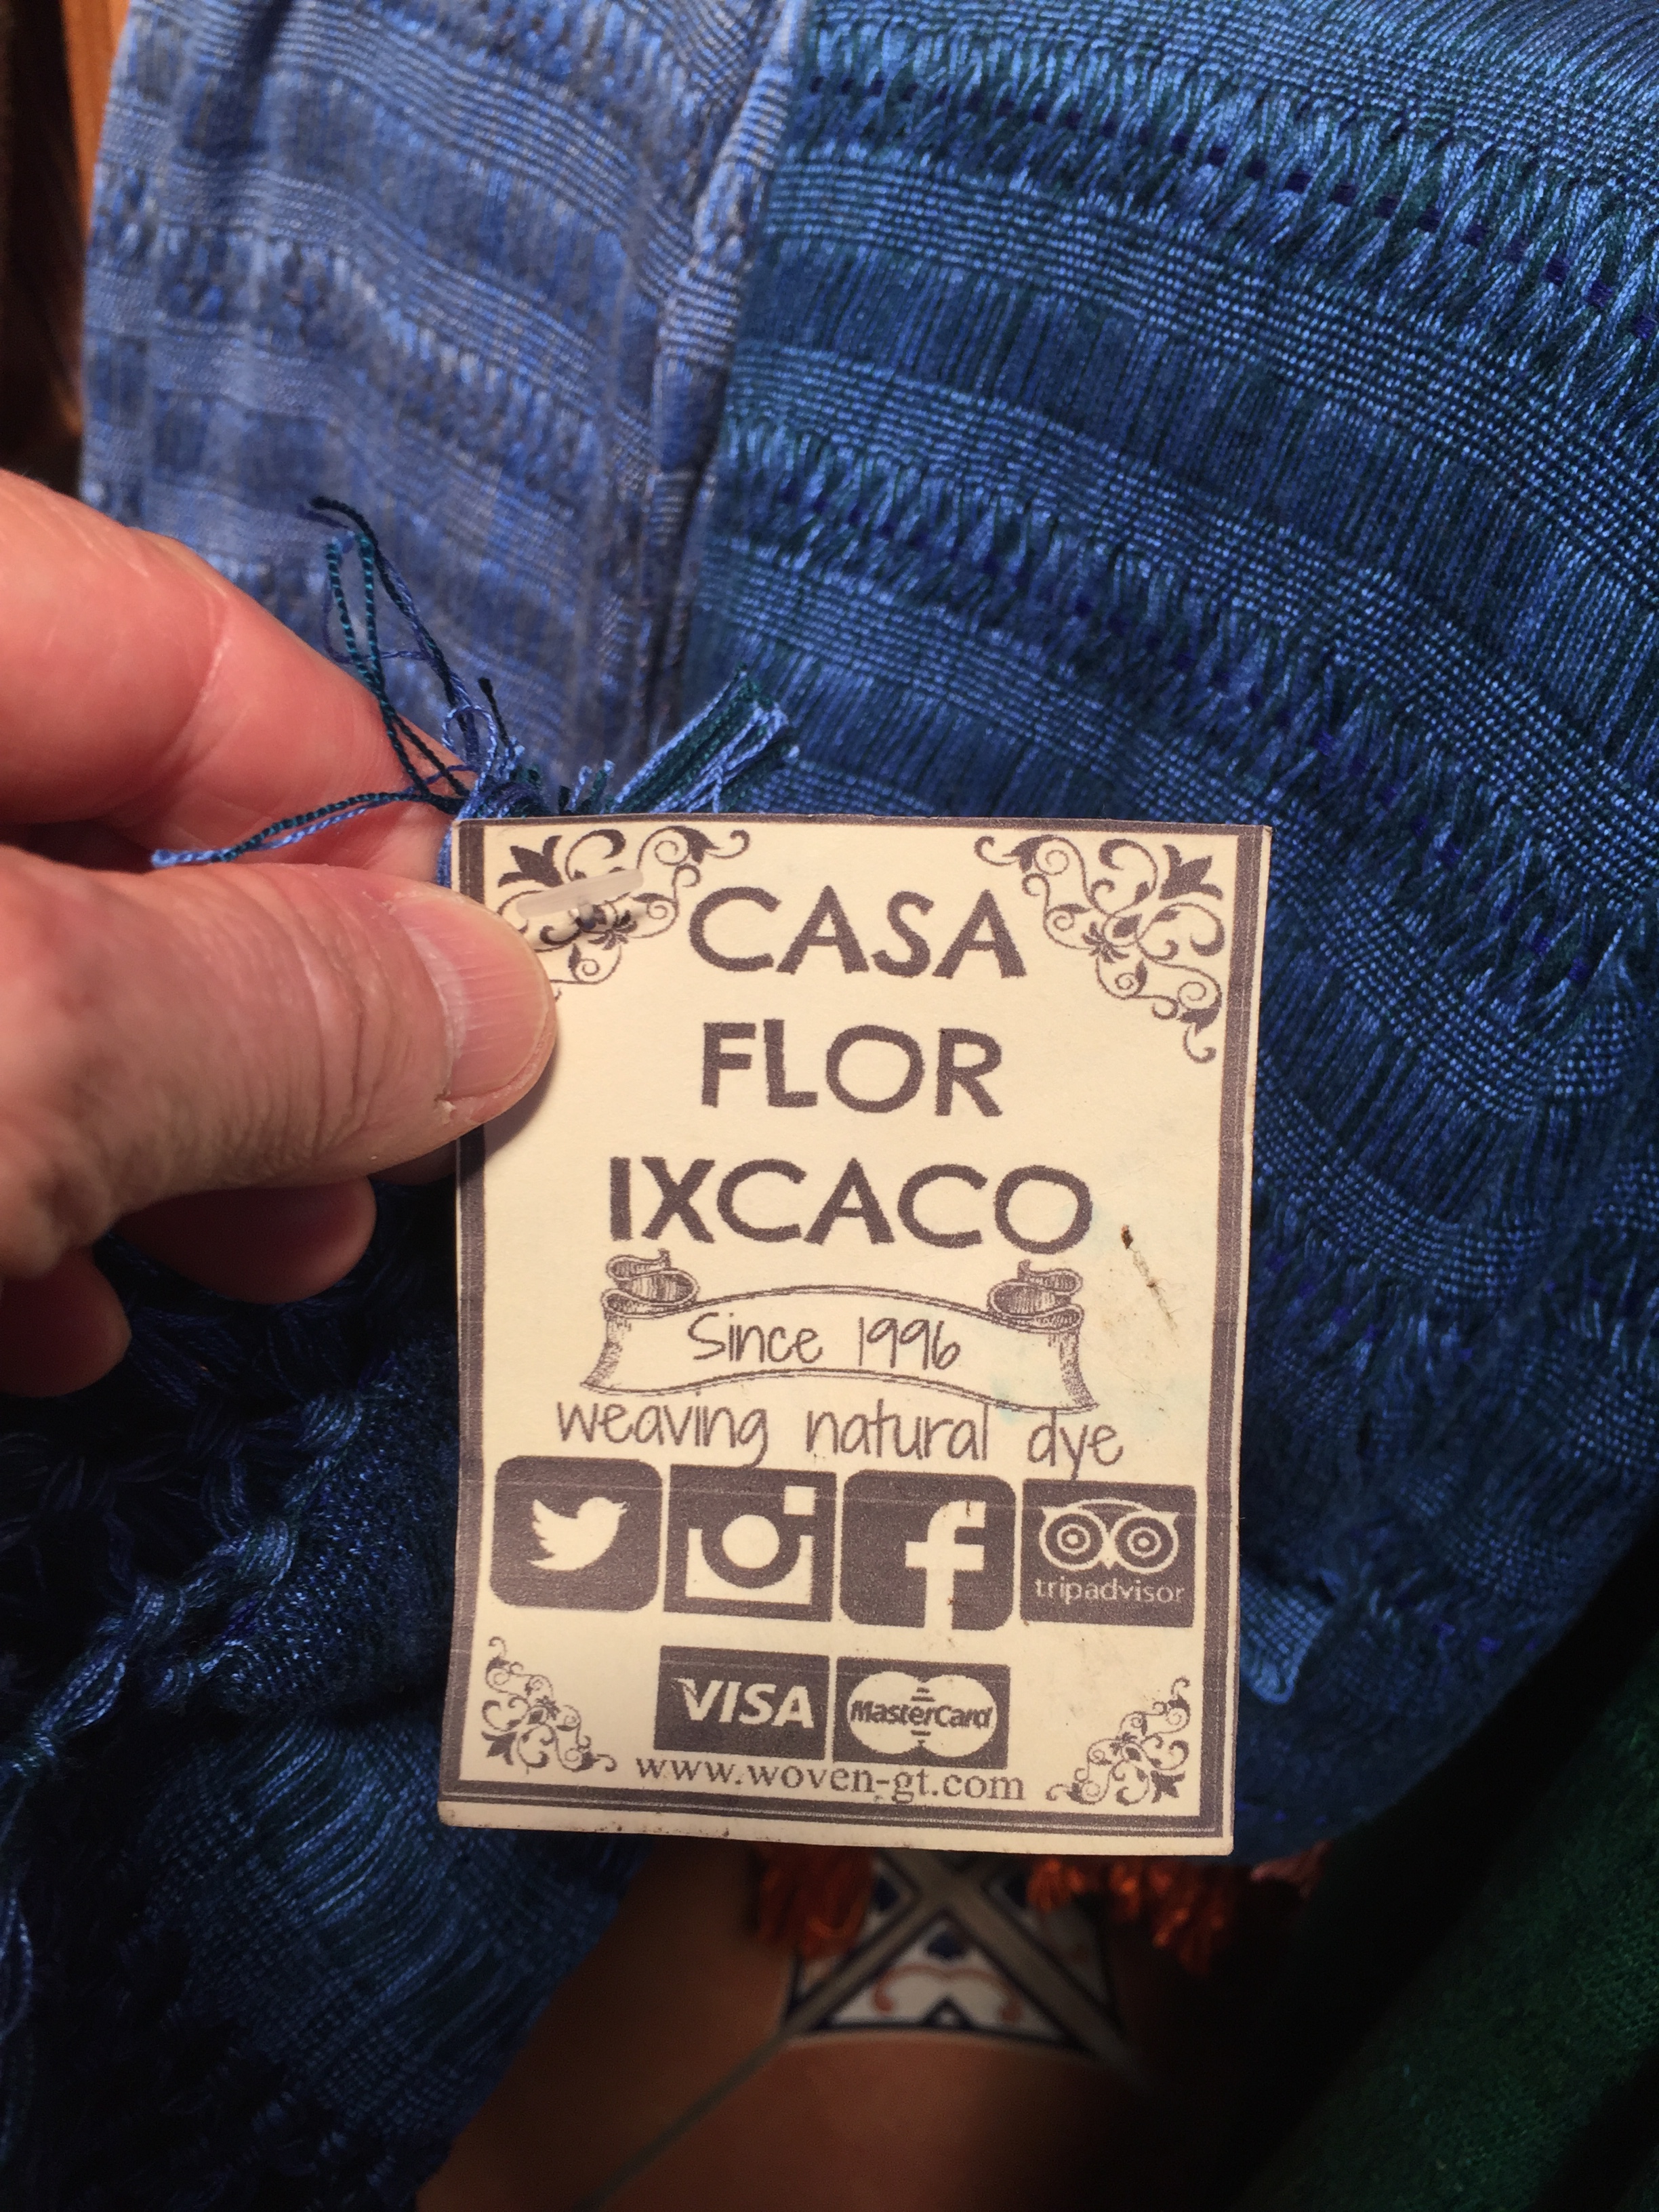 CASA
FLOR
IXCACO
Since 1996
weaving natural dye
tripadvisor
VISA MasterCard
www.woven-gt.com